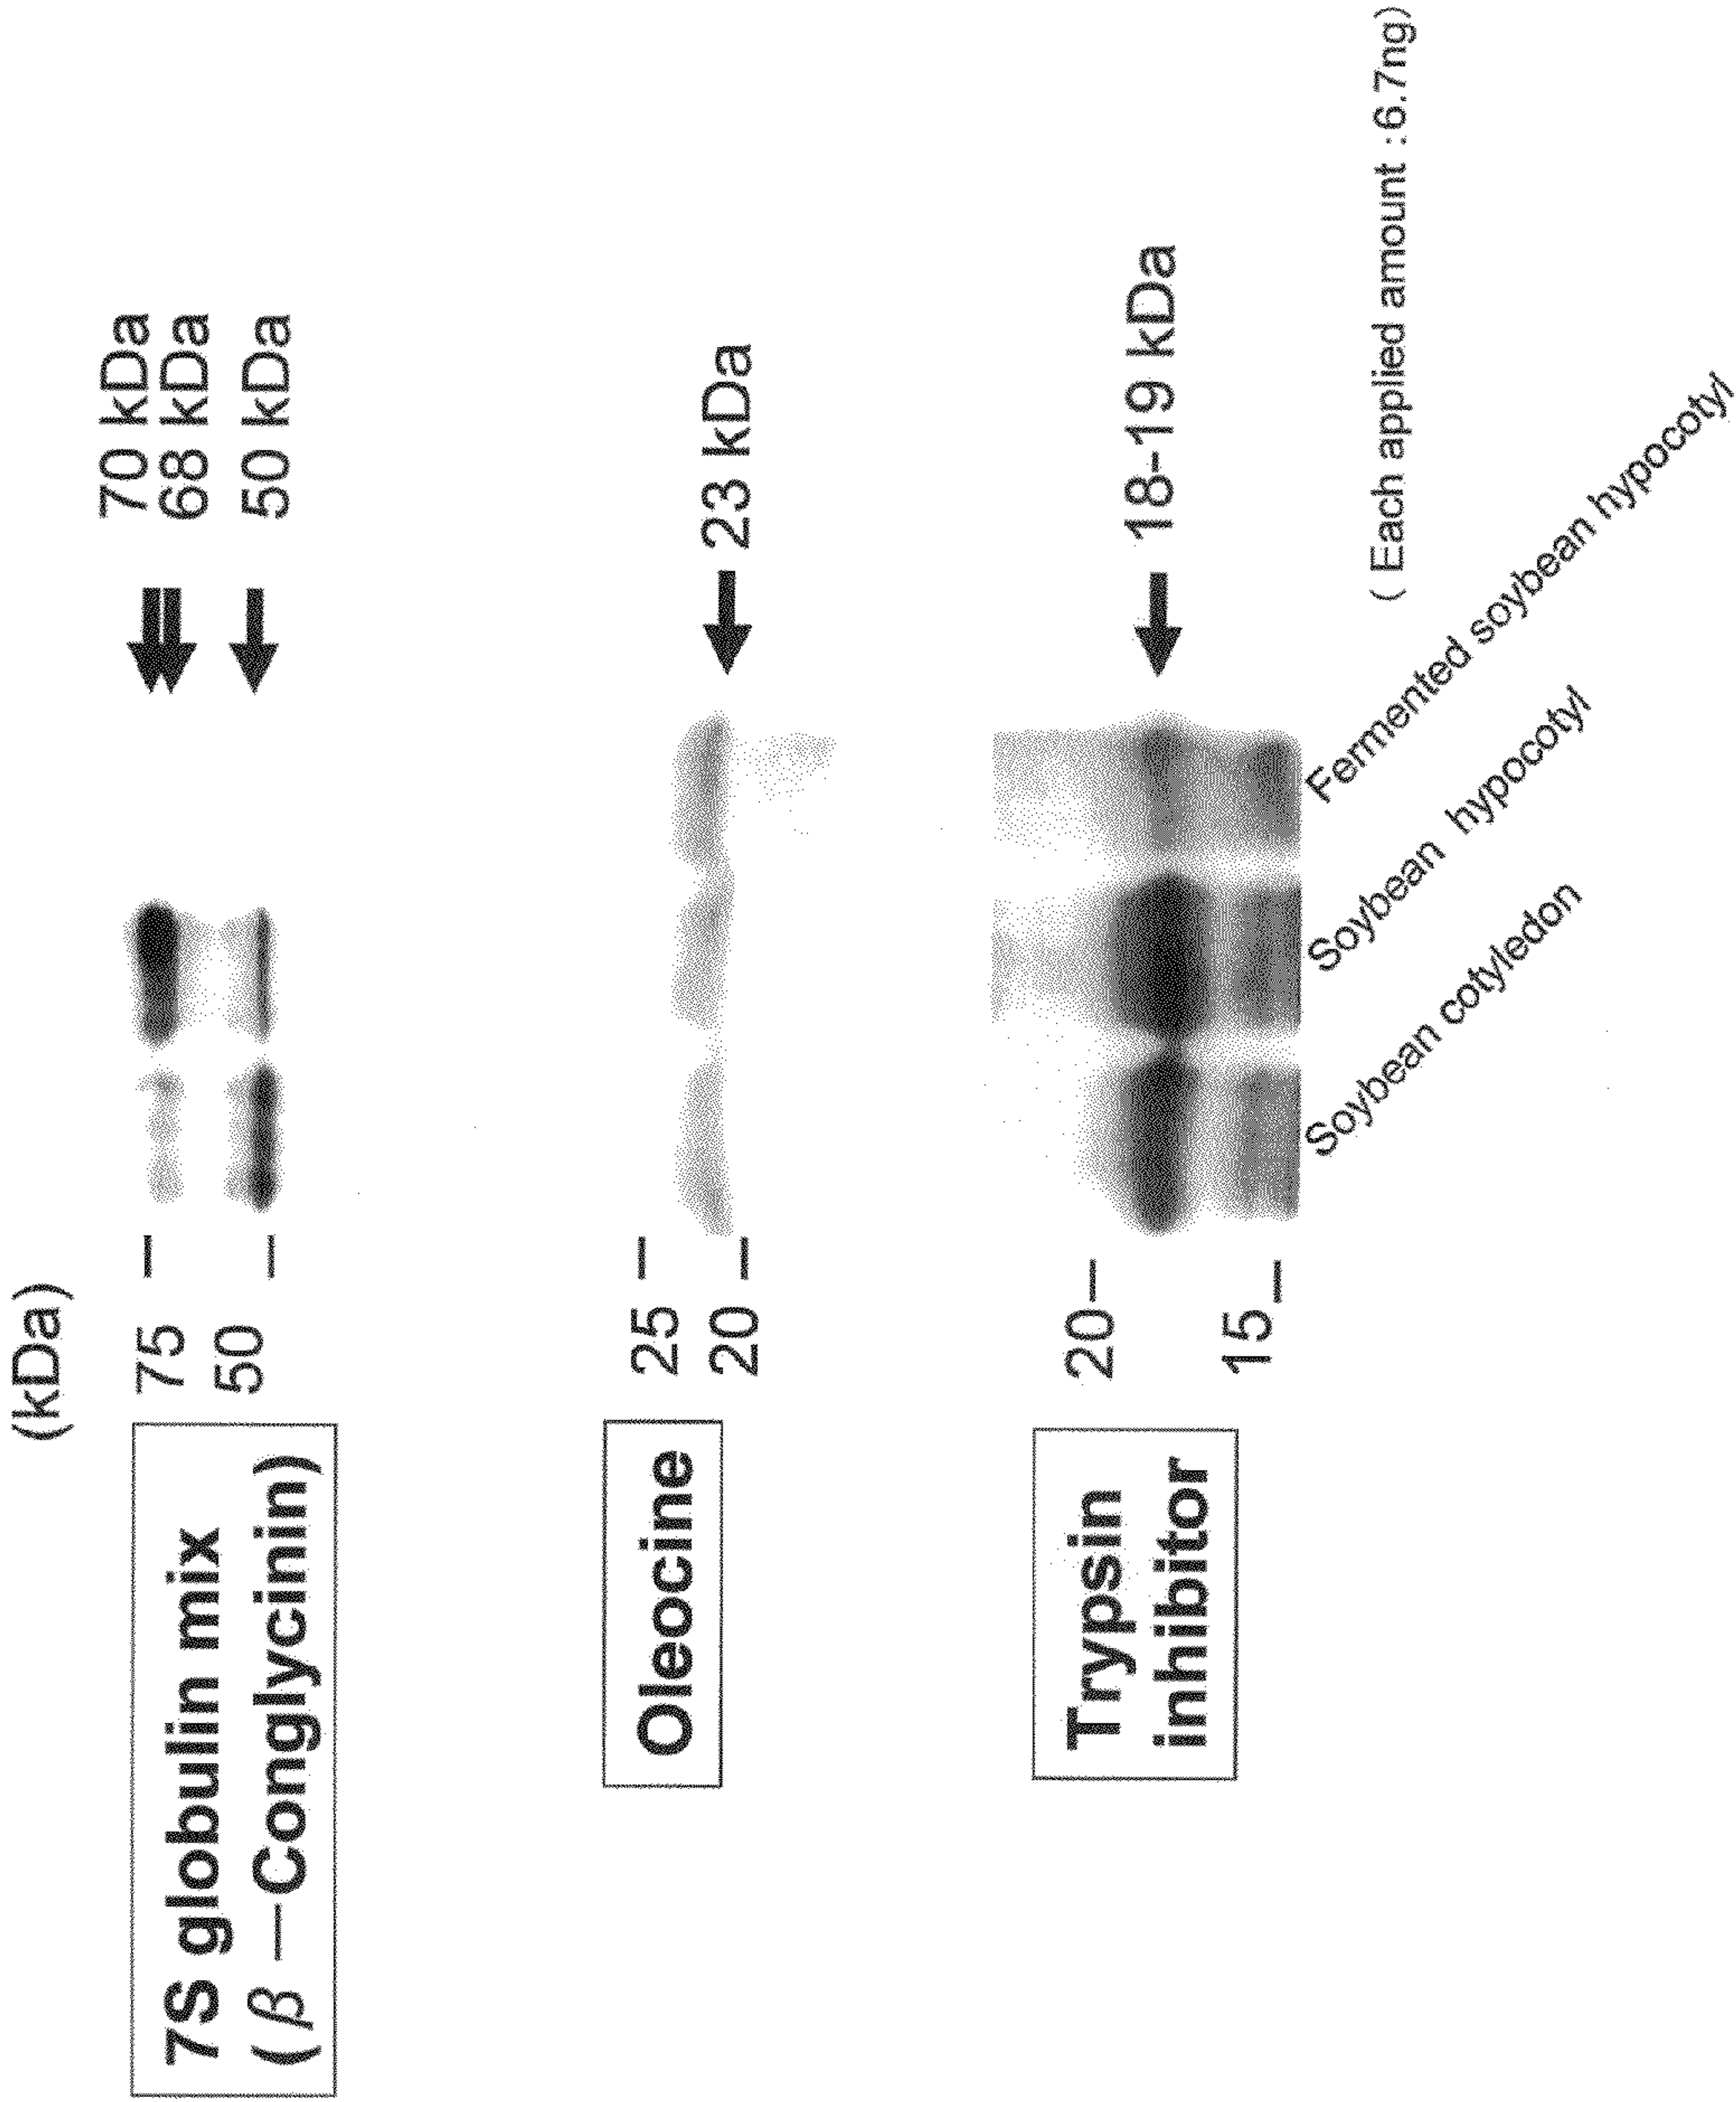 (kDa)
7S globulin mix
(β—Conglycinin)
75
50
70 kDa
68 kDa
50 kDa
Oleocine
25
20
23 kDa
Trypsin
inhibitor
20
15
18-19 kDa
Soybean cotyledon
Soybean hypocotyl
Fermented soybean hypocotyl
( Each applied amount :6.7ng)